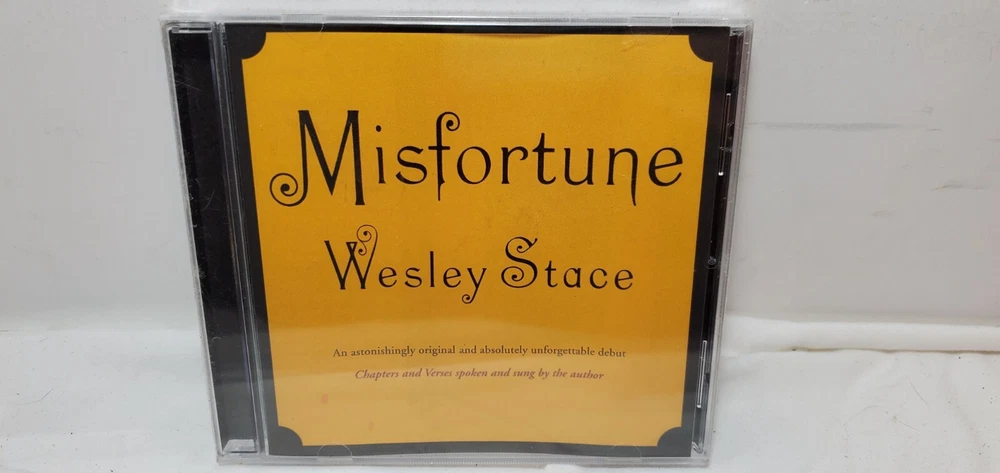 Misfortune
Wesley Stace
An astonishingly original and absolutely unforgettable debut
Chapters and Verses spoken and sung by the author